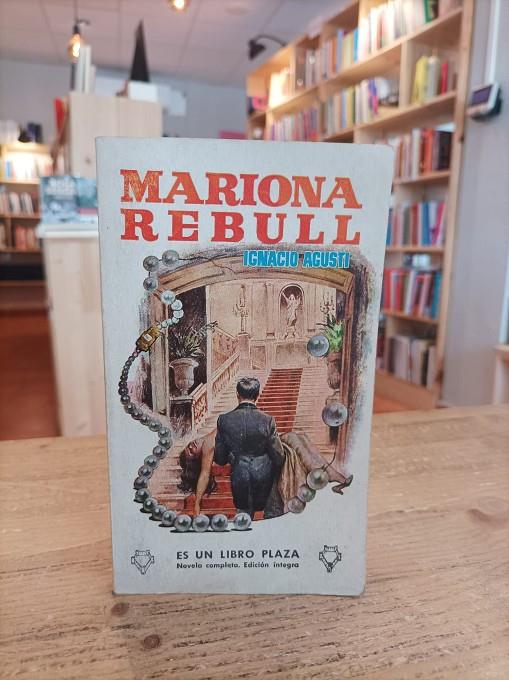 MARIONA
REBULL
IGNACIO AGUSTI
ES UN LIBRO PLAZA
Novela completa. Edición íntegra